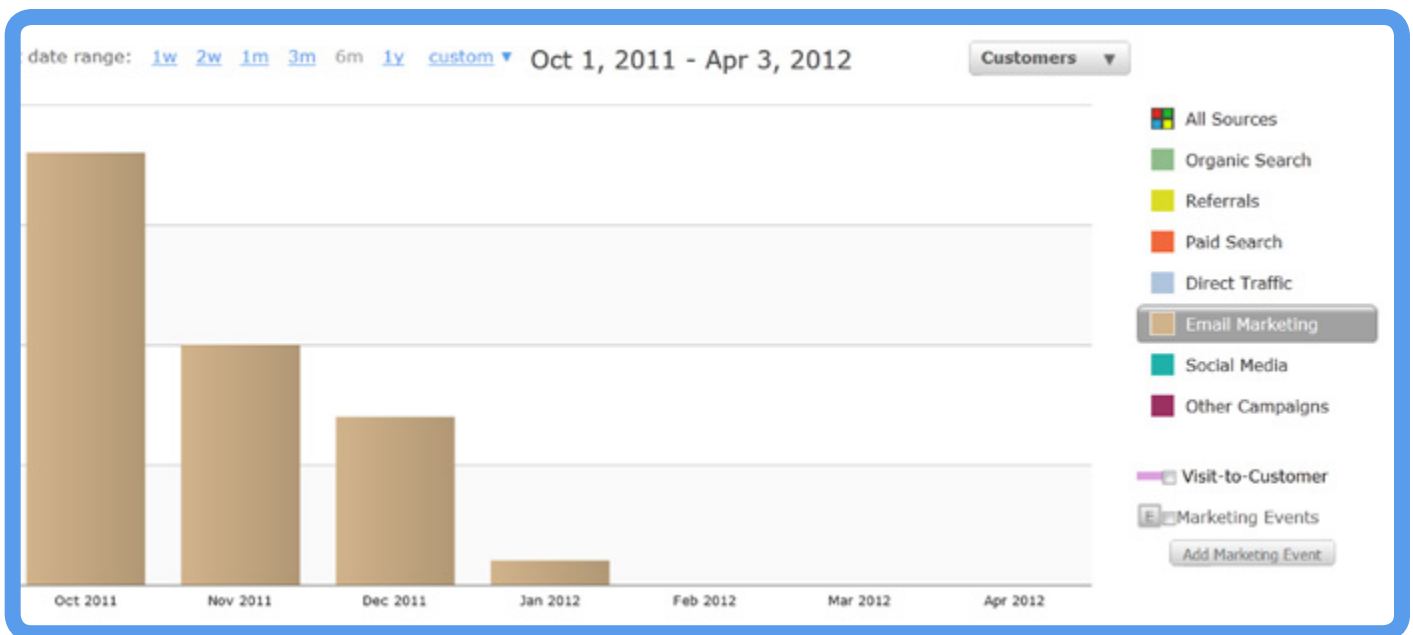 date range: 1w 2w 1m 3m 6m 1y custom ▼ Oct 1, 2011 - Apr 3, 2012
Customers ▼
All Sources
Organic Search
Referrals
Paid Search
Direct Traffic
Email Marketing
Social Media
Other Campaigns
Visit-to-Customer
E Marketing Events
Add Marketing Event
Oct 2011 Nov 2011 Dec 2011 Jan 2012 Feb 2012 Mar 2012 Apr 2012